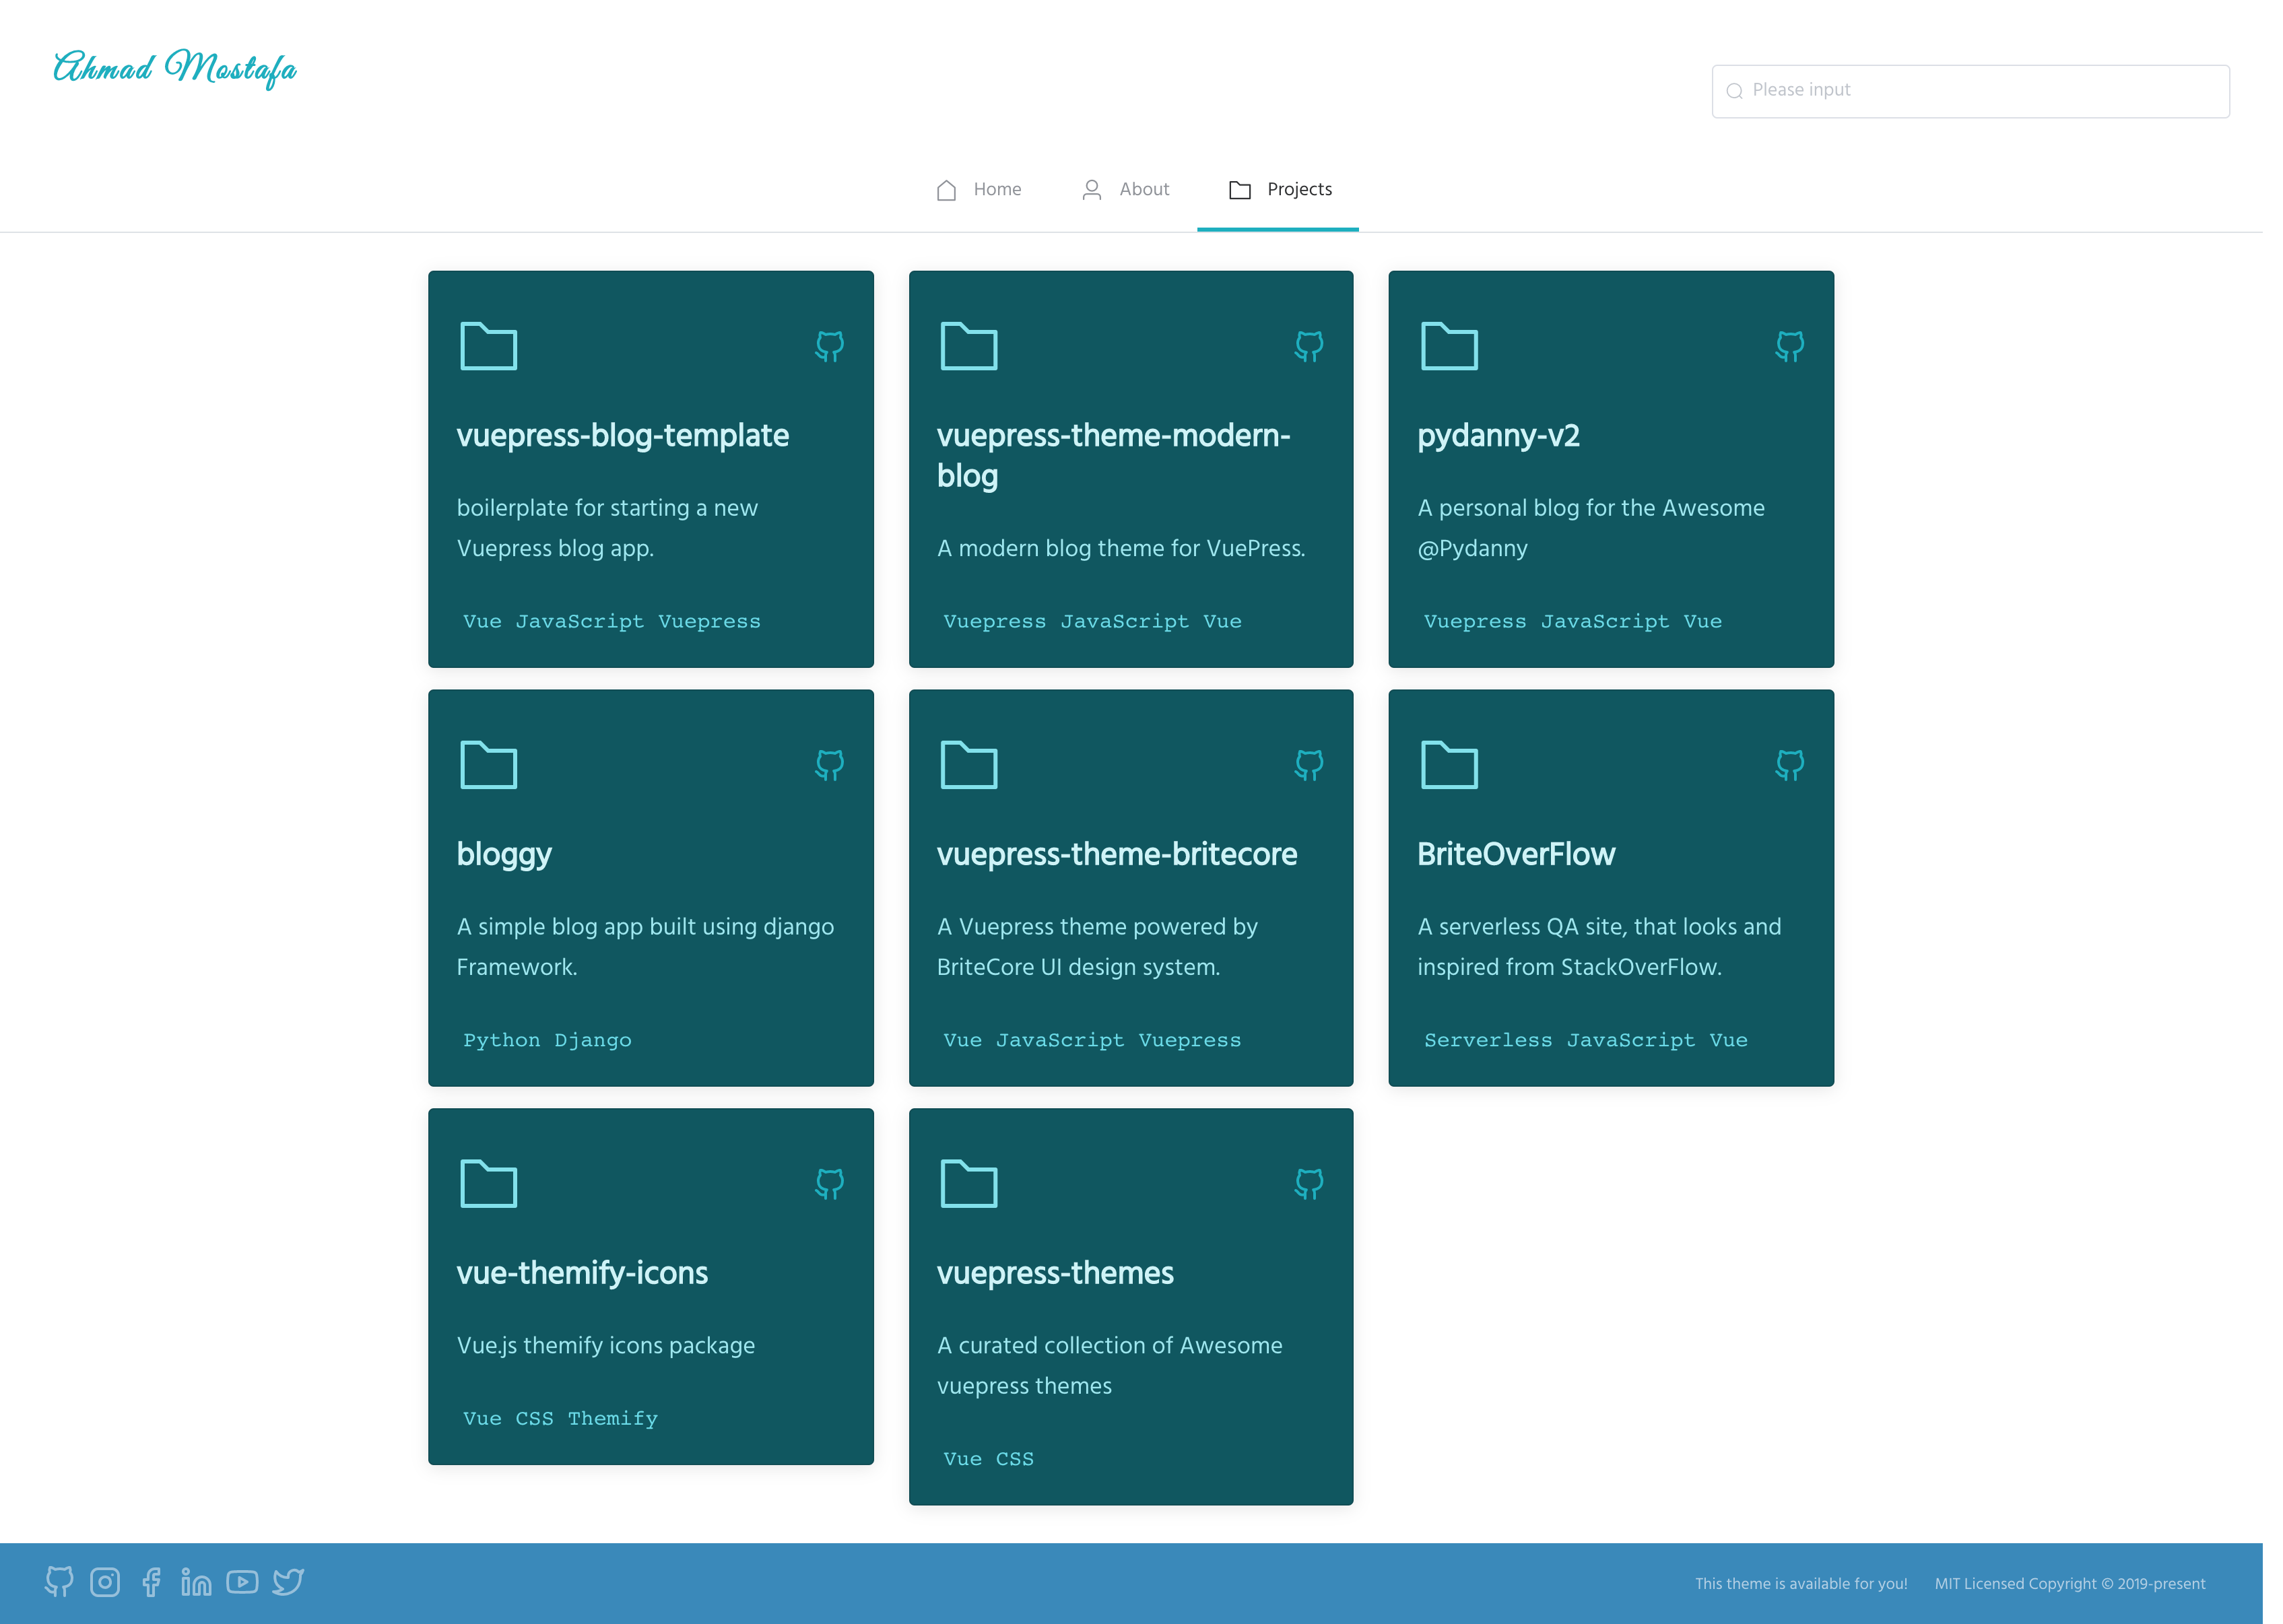 Ahmad Mostafa
Please input
Home About Projects
vuepress-blog-template
boilerplate for starting a new
Vuepress blog app.
Vue JavaScript Vuepress
vuepress-theme-modern-
blog
A modern blog theme for VuePress.
Vuepress JavaScript Vue
pydanny-v2
A personal blog for the Awesome
@Pydanny
Vuepress JavaScript Vue
bloggy
A simple blog app built using django
Framework.
Python Django
vuepress-theme-britecore
A Vuepress theme powered by
BriteCore UI design system.
Vue JavaScript Vuepress
BriteOverFlow
A serverless QA site, that looks and
inspired from StackOverFlow.
Serverless JavaScript Vue
vue-themify-icons
Vue.js themify icons package
Vue CSS Themify
vuepress-themes
A curated collection of Awesome
vuepress themes
Vue CSS
This theme is available for you! MIT Licensed Copyright © 2019-present